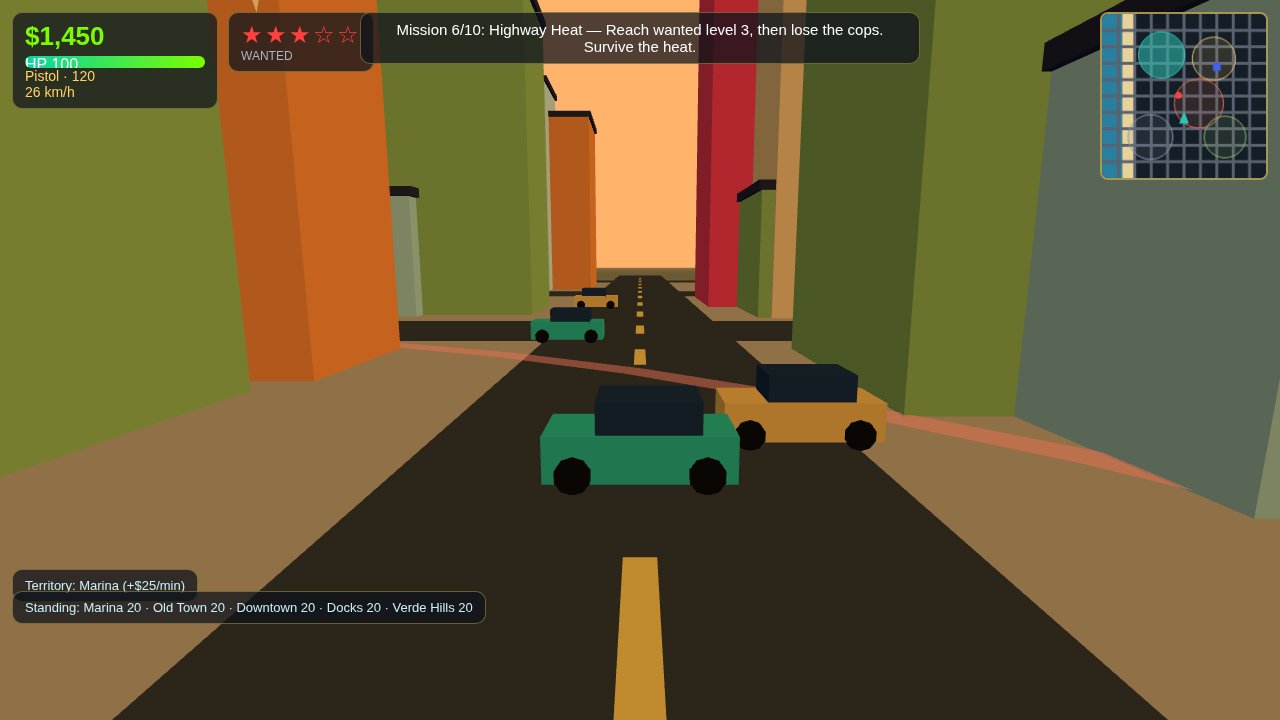 $1,450
HP 100
Pistol · 120
26 km/h
★★★☆☆
WANTED
Mission 6/10: Highway Heat — Reach wanted level 3, then lose the cops.
Survive the heat.
Territory: Marina (+$25/min)
Standing: Marina 20 · Old Town 20 · Downtown 20 · Docks 20 · Verde Hills 20